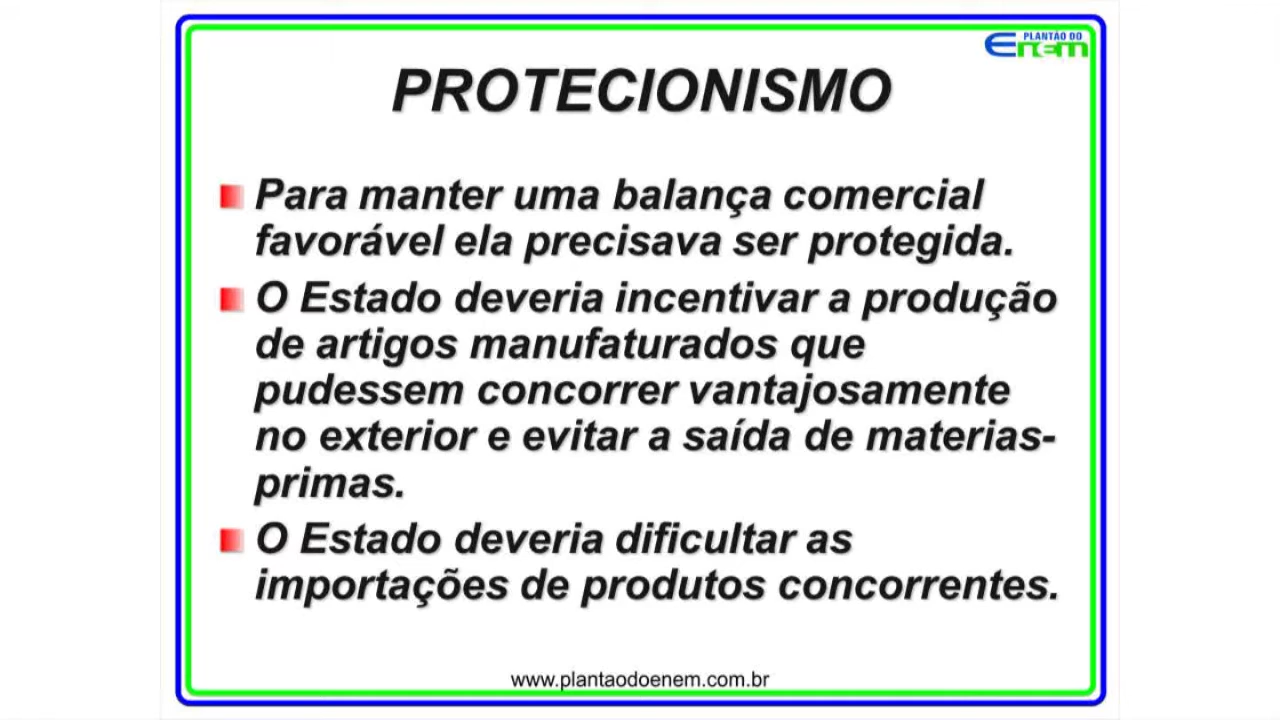 PLANTÃO DO
Enem
PROTECIONISMO
Para manter uma balança comercial
favorável ela precisava ser protegida.
O Estado deveria incentivar a produção
de artigos manufaturados que
pudessem concorrer vantajosamente
no exterior e evitar a saída de materias-
primas.
O Estado deveria dificultar as
importações de produtos concorrentes.
www.plantaodoenem.com.br